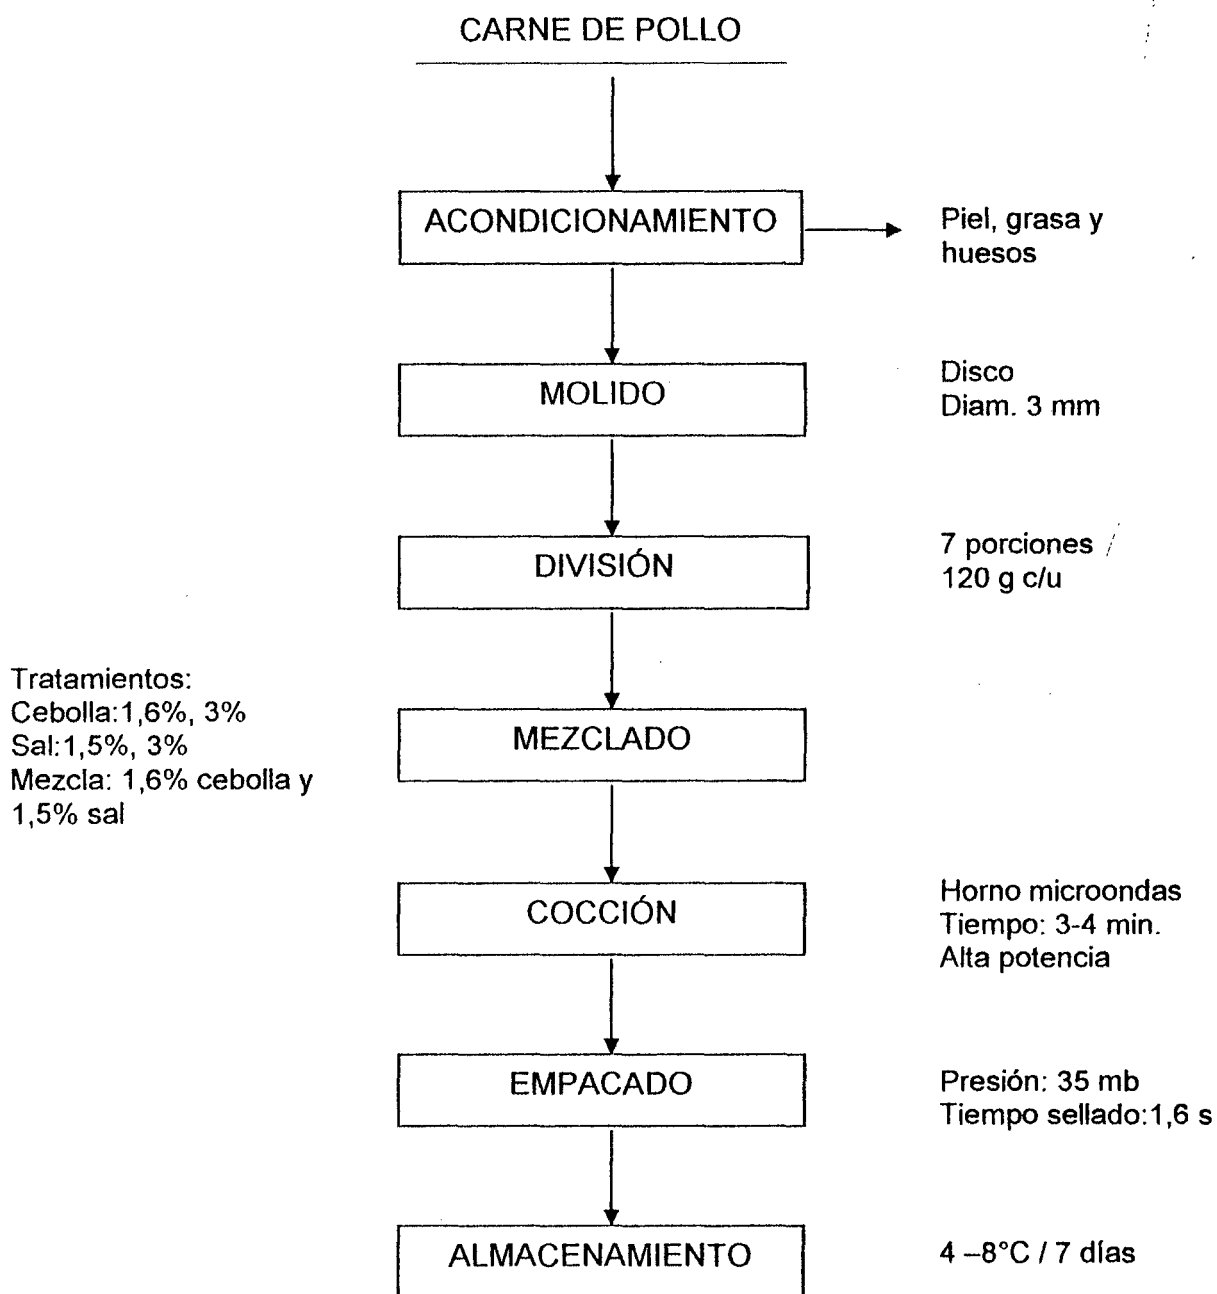 CARNE DE POLLO
ACONDICIONAMIENTO
Piel, grasa y
huesos
MOLIDO
Disco
Diam. 3 mm
DIVISIÓN
7 porciones
120 g c/u
Tratamientos:
Cebolla:1,6%, 3%
Sal:1,5%, 3%
Mezcla: 1,6% cebolla y
1,5% sal
MEZCLADO
COCCIÓN
Horno microondas
Tiempo: 3-4 min.
Alta potencia
EMPACADO
Presión: 35 mb
Tiempo sellado:1,6 s
ALMACENAMIENTO
4 –8°C / 7 días